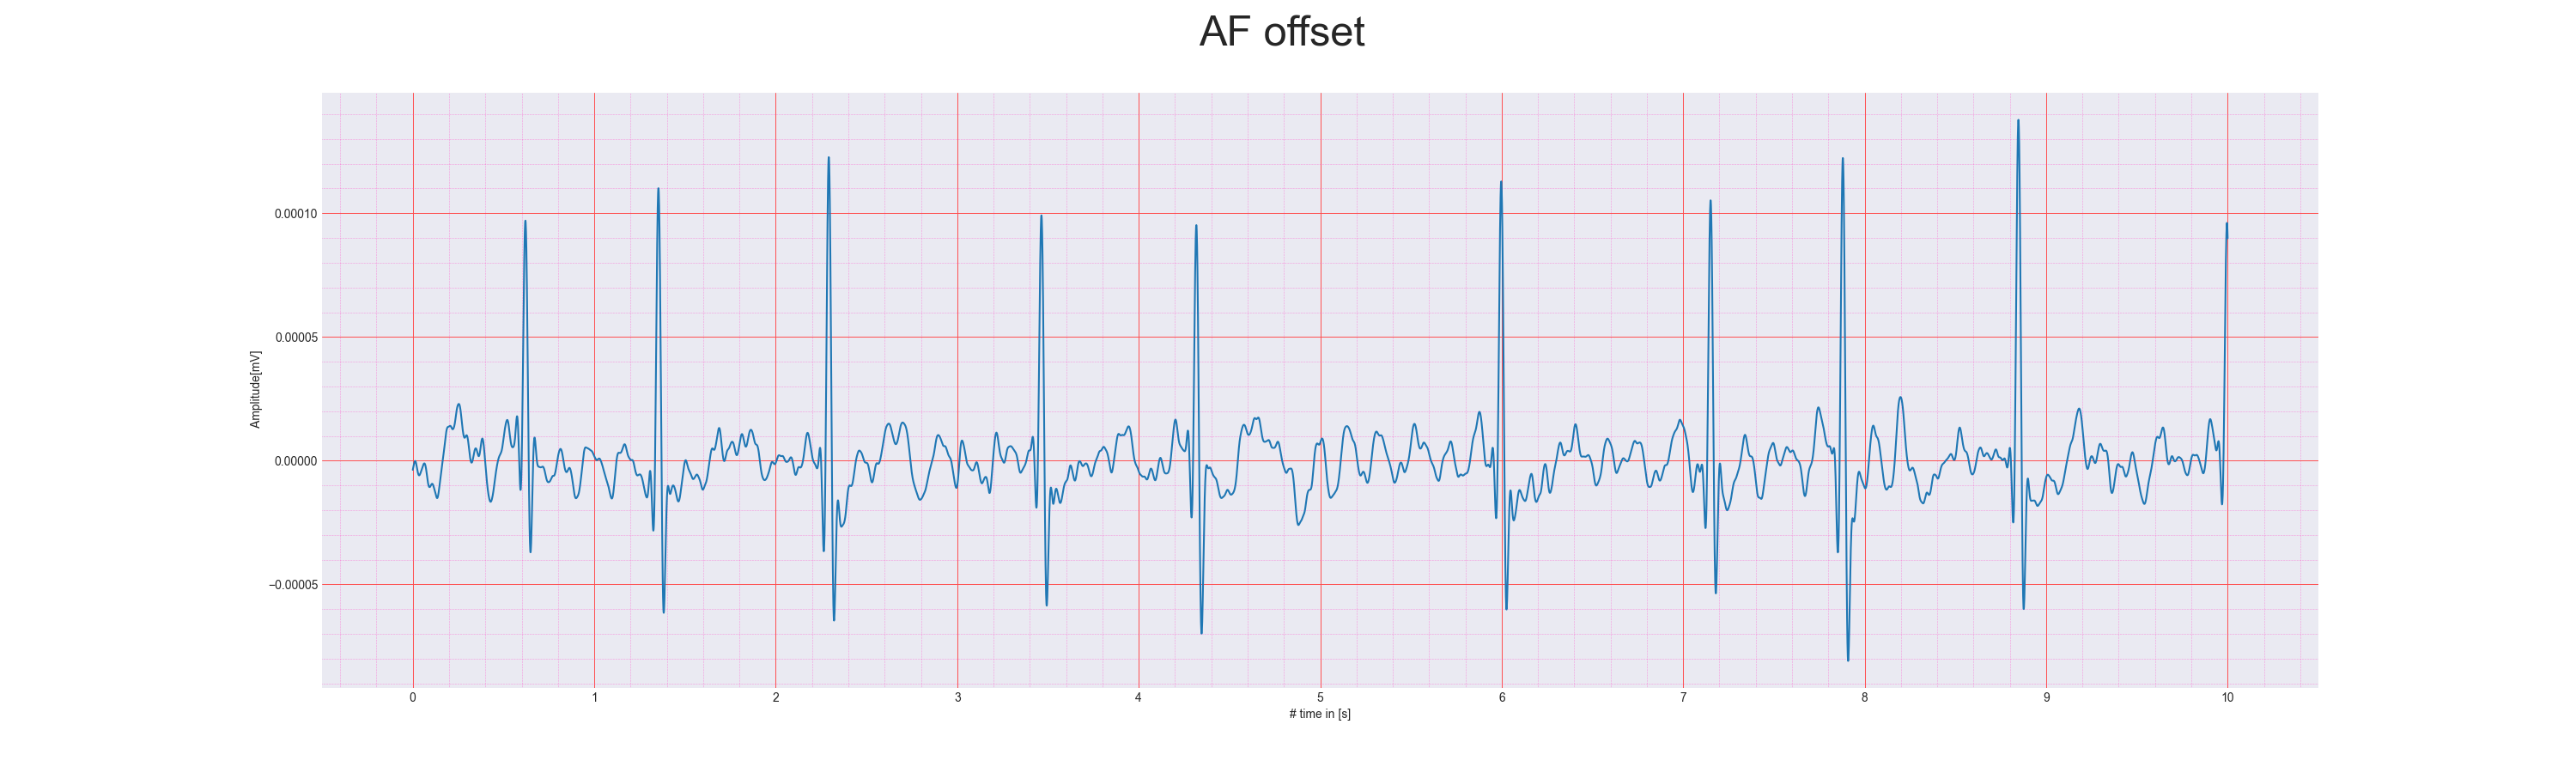 AF offset
0.00010
0.00005
0.00000
−0.00005
Amplitude[mV]
0 1 2 3 4 5 6 7 8 9 10
# time in [s]